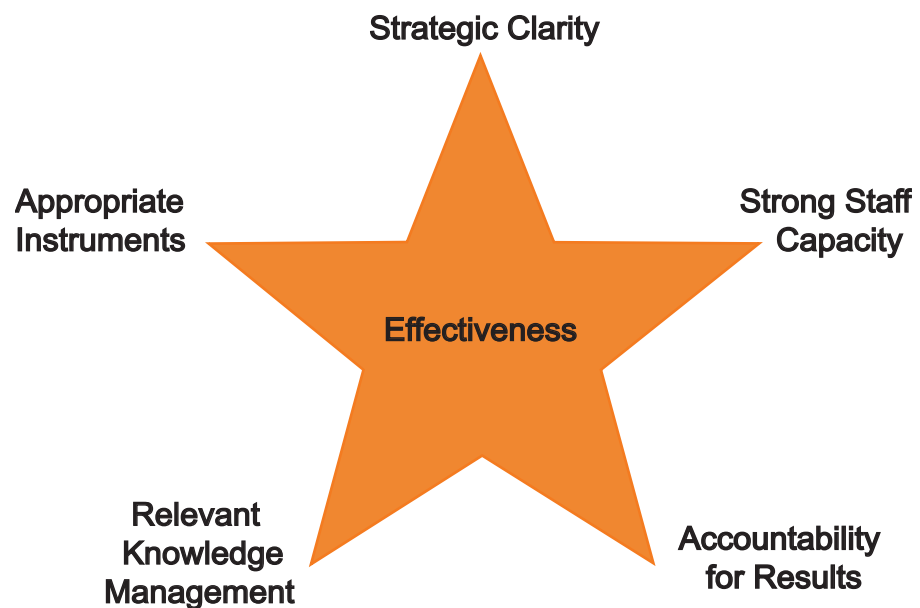 Strategic Clarity
Appropriate
Instruments
Strong Staff
Capacity
Effectiveness
Relevant
Knowledge
Management
Accountability
for Results